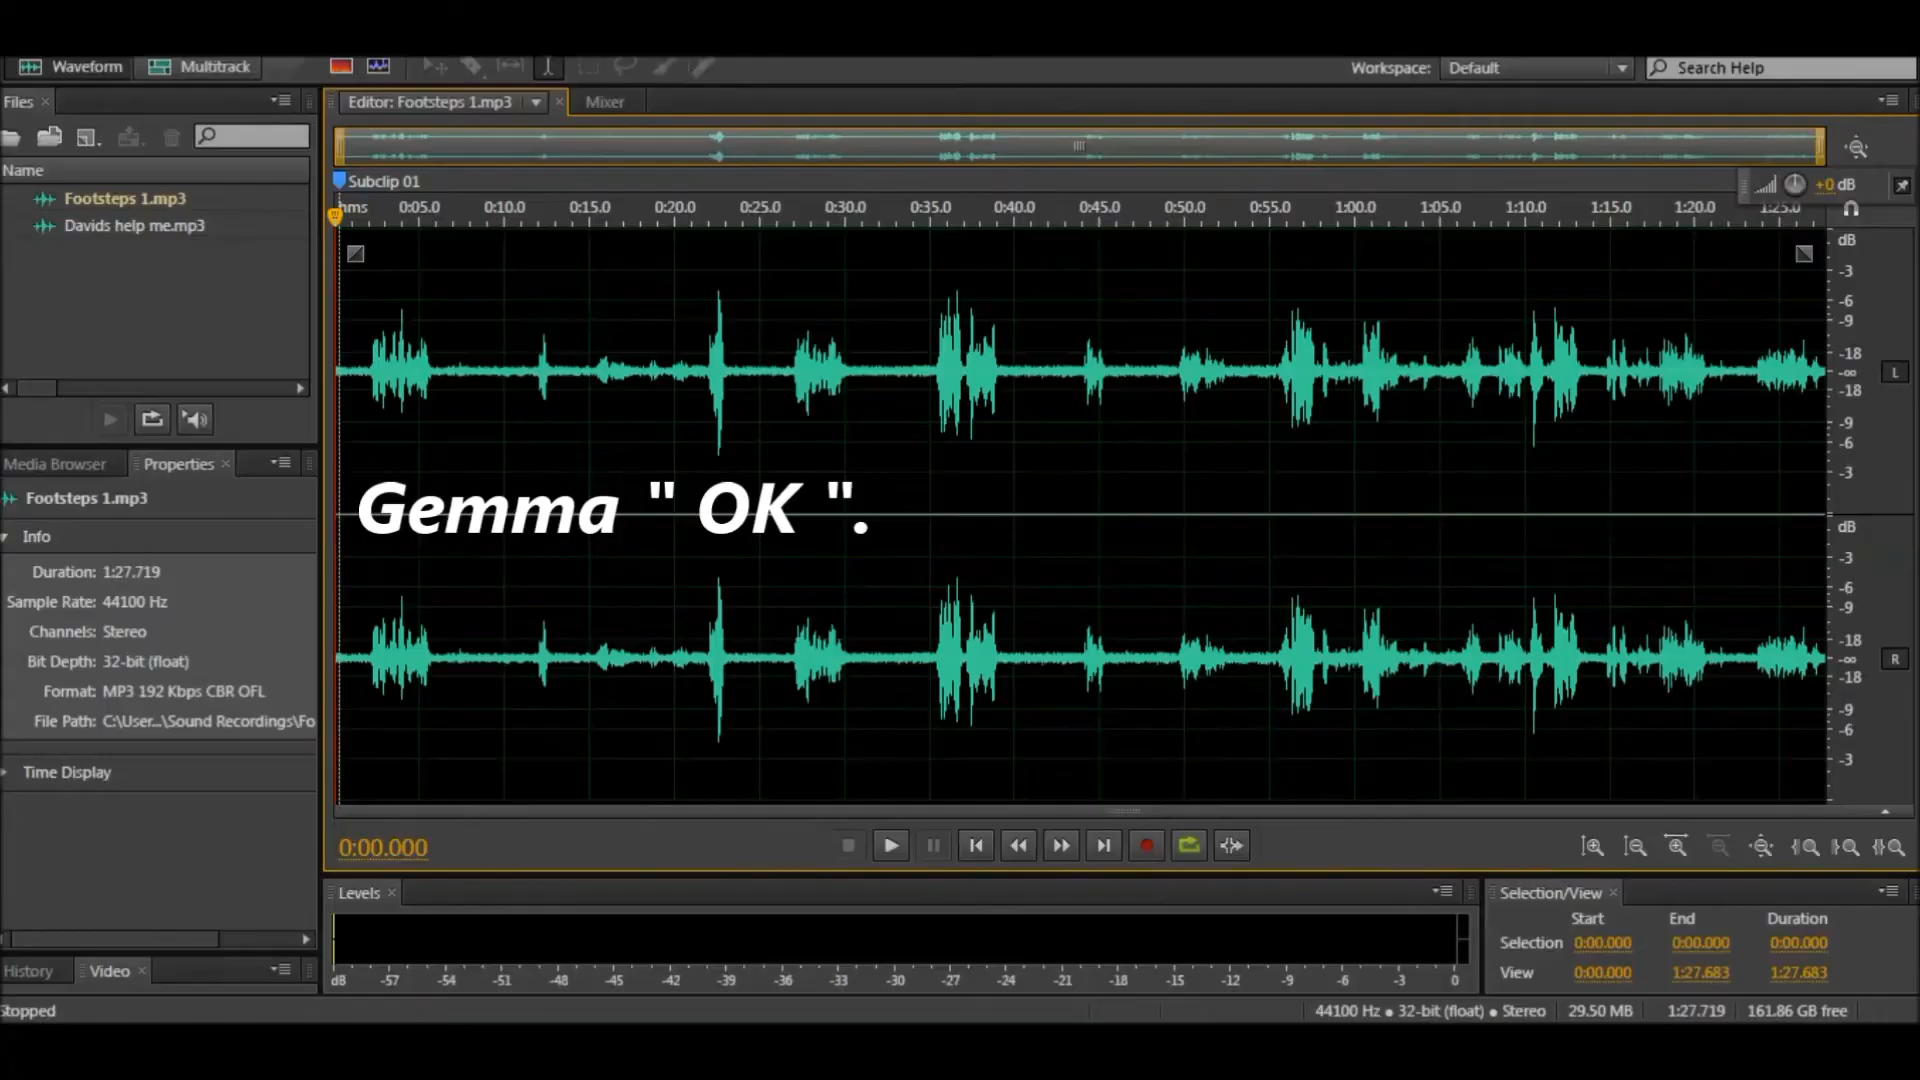 Waveform Multitrack Workspace: Default Search Help
Files Editor: Footsteps 1.mp3 Mixer
Name
Footsteps 1.mp3
Davids help me.mp3
Subclip 01
+0 dB
hms 0:05.0 0:10.0 0:15.0 0:20.0 0:25.0 0:30.0 0:35.0 0:40.0 0:45.0 0:50.0 0:55.0 1:00.0 1:05.0 1:10.0 1:15.0 1:20.0 1:25.0
dB
-3
-6
-9
-18
-∞
-18
-9
-6
-3
L
Gemma " OK ".
dB
-3
-6
-9
-18
-∞
-18
-9
-6
-3
R
Media Browser Properties
Footsteps 1.mp3
Info
Duration: 1:27.719
Sample Rate: 44100 Hz
Channels: Stereo
Bit Depth: 32-bit (float)
Format: MP3 192 Kbps CBR OFL
File Path: C:\User...\Sound Recordings\Fo
Time Display
0:00.000
Levels
dB -57 -54 -51 -48 -45 -42 -39 -36 -33 -30 -27 -24 -21 -18 -15 -12 -9 -6 -3 0
Selection/View
Start End Duration
Selection 0:00.000 0:00.000 0:00.000
View 0:00.000 1:27.683 1:27.683
History Video
Stopped
44100 Hz ● 32-bit (float) ● Stereo 29.50 MB 1:27.719 161.86 GB free